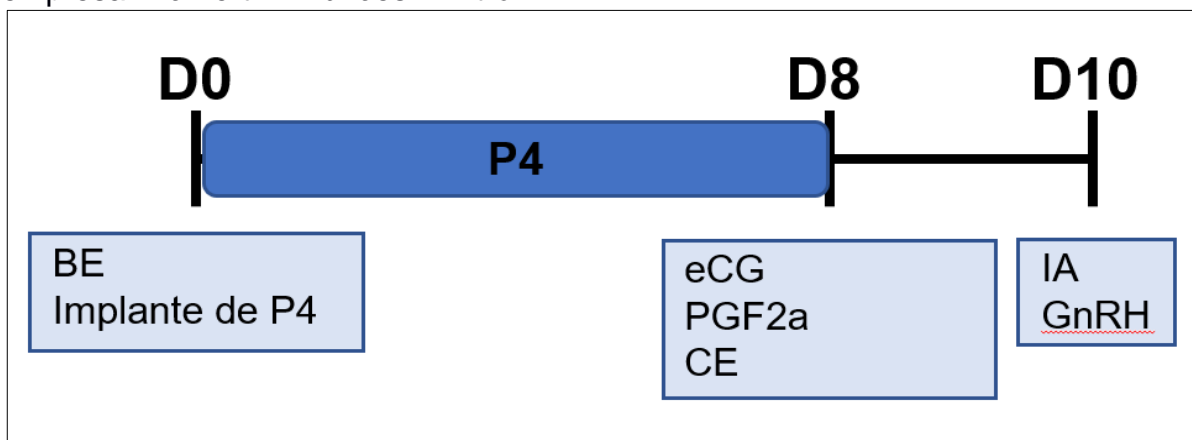 D0
D8
D10
P4
BE
Implante de P4
eCG
PGF2a
CE
IA
GnRH